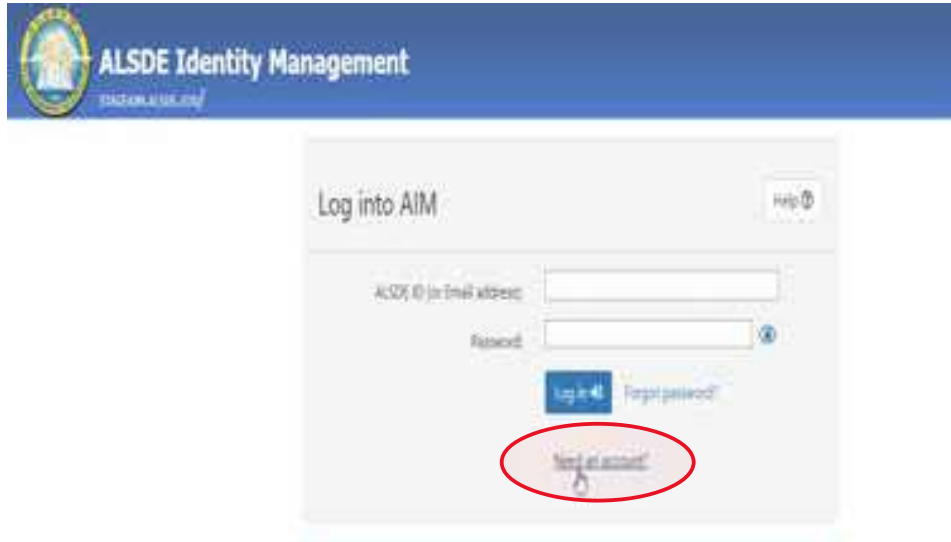 ALSDE Identity Management
Log into AIM
Help
ALSDE ID (or Email address):
Password:
Log in
Forgot password?
Need an account?